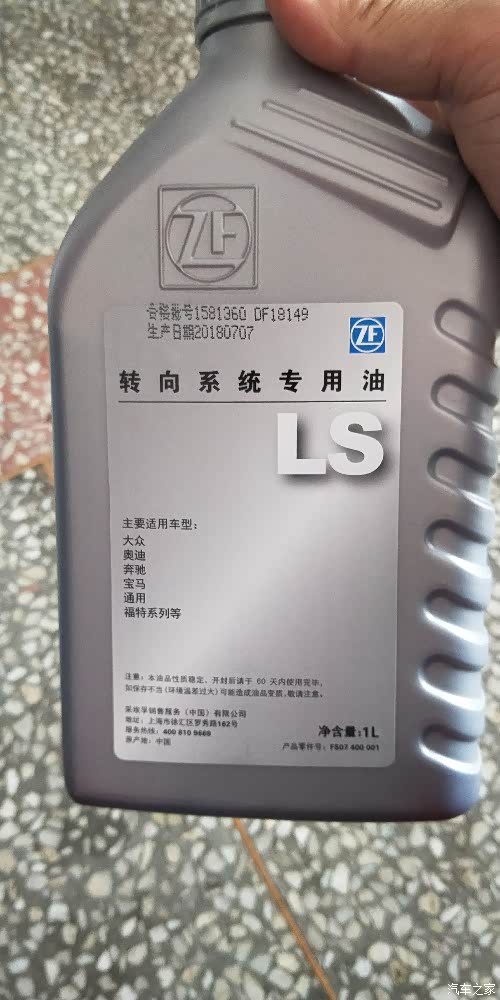 ZF
合格批号1581360 DF18149
生产日期20180707
ZF
转向系统专用油
LS
主要适用车型：
大众
奥迪
奔驰
宝马
通用
福特系列等
注意：本油品性质稳定，开封后请于 60 天内使用完毕，
如保存不当（环境温差过大）可能造成油品变质，敬请注意。
采埃孚销售服务（中国）有限公司
地址：上海市徐汇区罗秀路162号
服务热线：400 810 9669
原产地：中国
净含量：1L
产品零件号：FS07 400 001
汽车之家